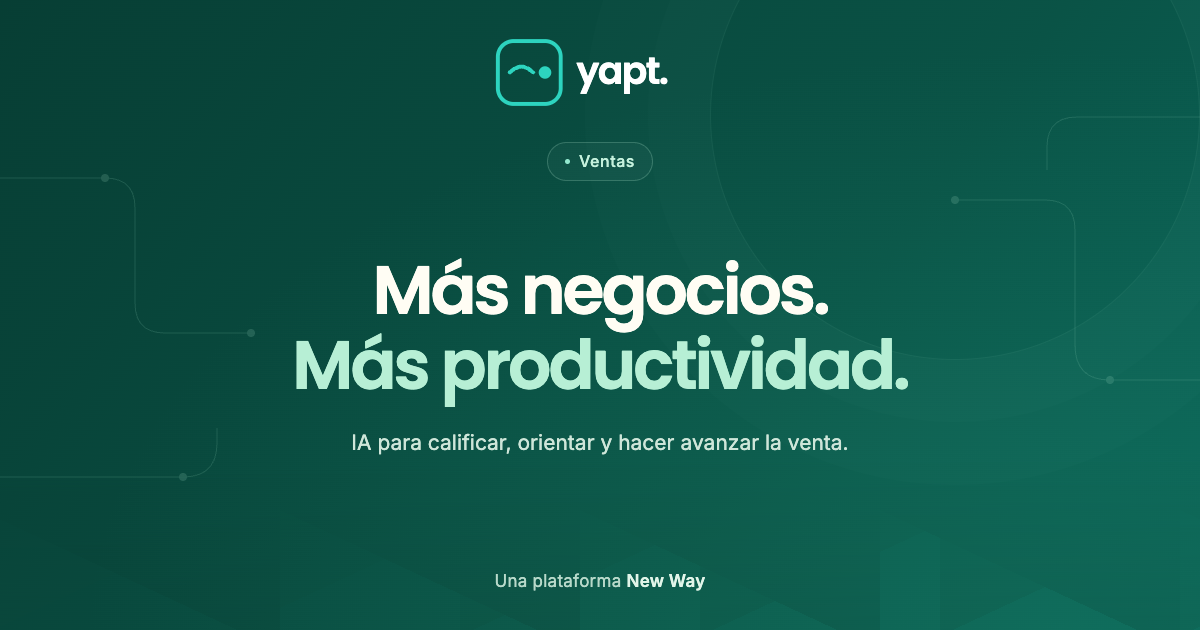 yapt.
• Ventas
Más negocios.
Más productividad.
IA para calificar, orientar y hacer avanzar la venta.
Una plataforma New Way